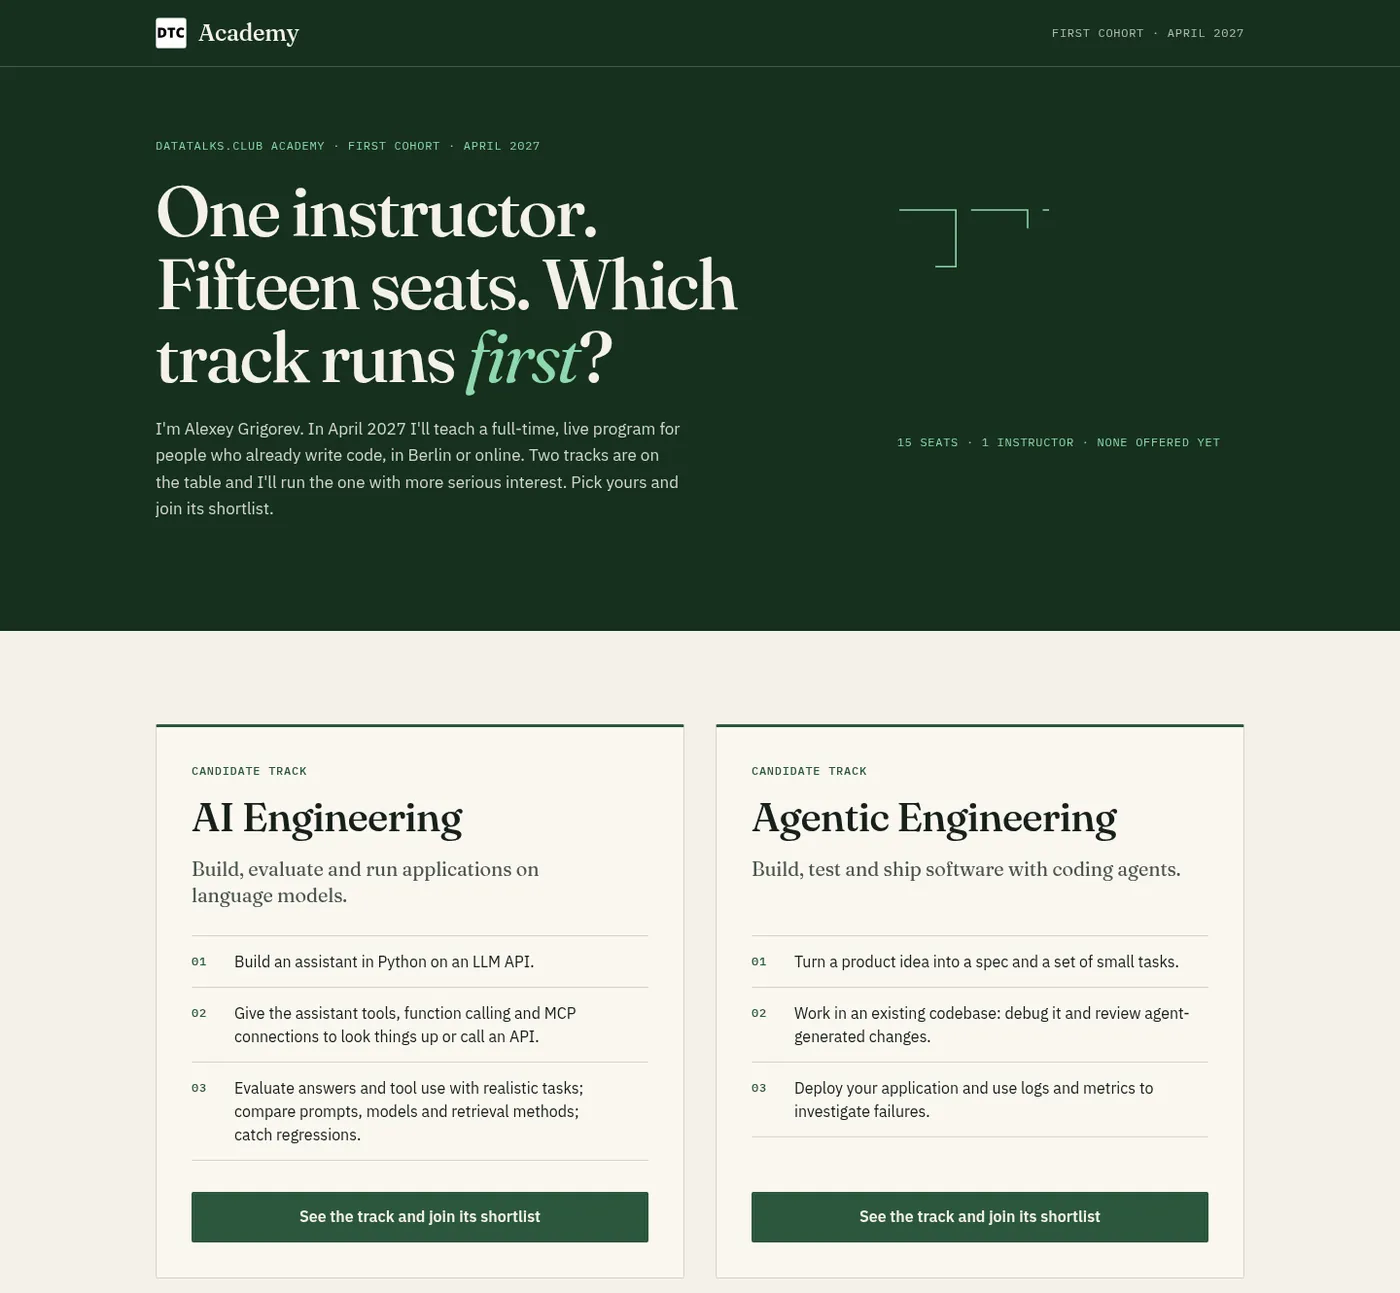 DTC Academy
FIRST COHORT · APRIL 2027
DATATALKS.CLUB ACADEMY · FIRST COHORT · APRIL 2027
One instructor.
Fifteen seats. Which
track runs first?
I'm Alexey Grigorev. In April 2027 I'll teach a full-time, live program for
people who already write code, in Berlin or online. Two tracks are on
the table and I'll run the one with more serious interest. Pick yours and
join its shortlist.
15 SEATS · 1 INSTRUCTOR · NONE OFFERED YET
CANDIDATE TRACK
AI Engineering
Build, evaluate and run applications on
language models.
01 Build an assistant in Python on an LLM API.
02 Give the assistant tools, function calling and MCP
connections to look things up or call an API.
03 Evaluate answers and tool use with realistic tasks;
compare prompts, models and retrieval methods;
catch regressions.
See the track and join its shortlist
CANDIDATE TRACK
Agentic Engineering
Build, test and ship software with coding agents.
01 Turn a product idea into a spec and a set of small tasks.
02 Work in an existing codebase: debug it and review agent-
generated changes.
03 Deploy your application and use logs and metrics to
investigate failures.
See the track and join its shortlist